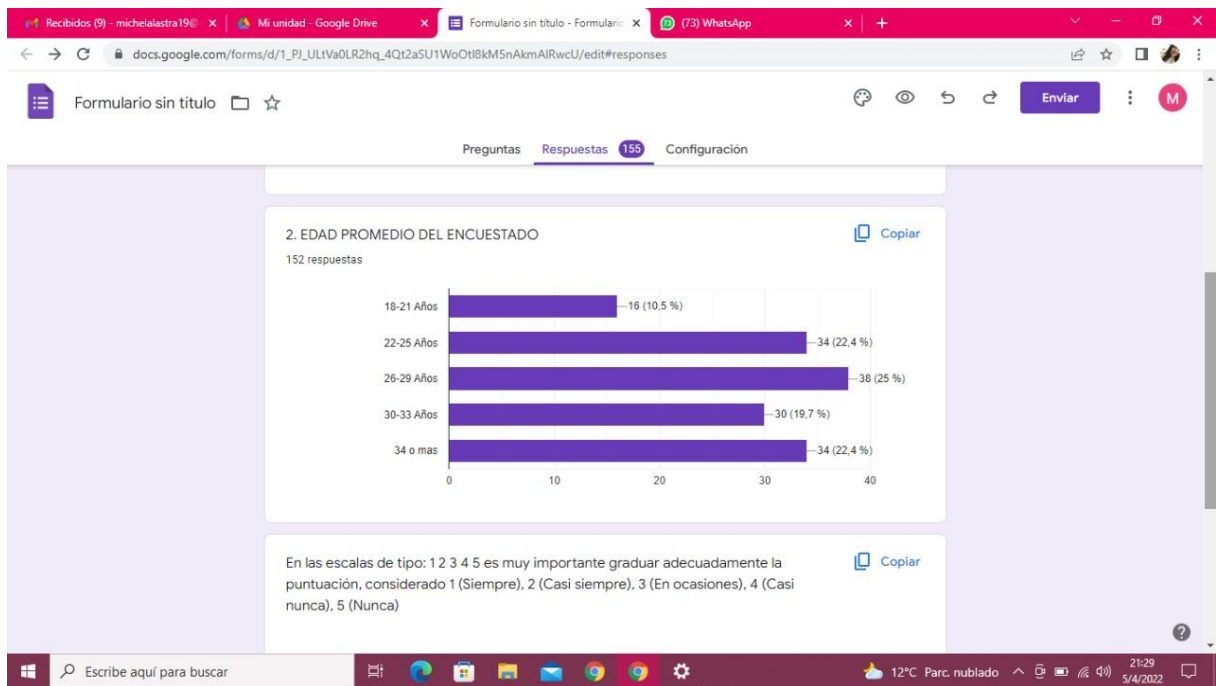 Recibidos (9) - michelalastra19@
Mi unidad - Google Drive
Formulario sin título - Formulario
(73) WhatsApp
docs.google.com/forms/d/1_PJ_ULtVa0LR2hq_4Qt2aSU1WoOtI8kM5nAkmAIRwcU/edit#responses
Formulario sin título
Enviar
M
Preguntas Respuestas 155 Configuración
2. EDAD PROMEDIO DEL ENCUESTADO
Copiar
152 respuestas
18-21 Años 16 (10,5 %)
22-25 Años 34 (22,4 %)
26-29 Años 38 (25 %)
30-33 Años 30 (19,7 %)
34 o mas 34 (22,4 %)
0 10 20 30 40
En las escalas de tipo: 1 2 3 4 5 es muy importante graduar adecuadamente la
Copiar
puntuación, considerado 1 (Siempre), 2 (Casi siempre), 3 (En ocasiones), 4 (Casi
nunca), 5 (Nunca)
Escribe aquí para buscar
12°C Parc. nublado
21:29
5/4/2022